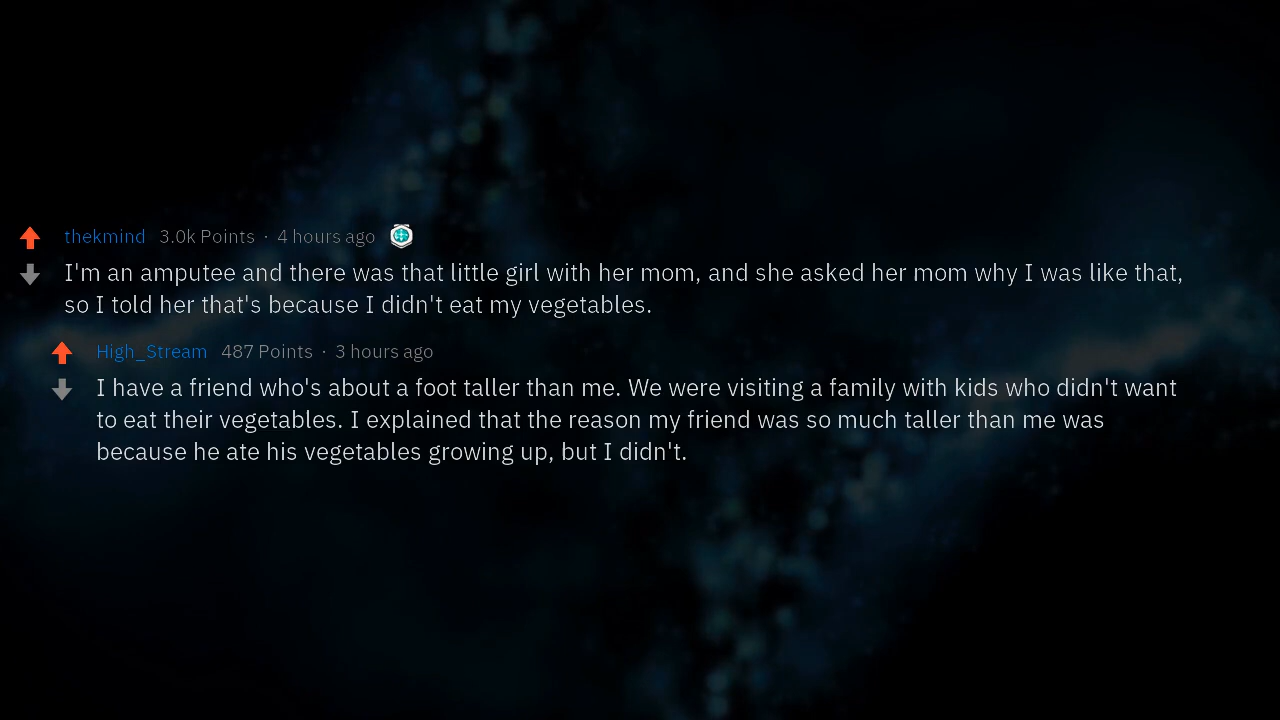 thekmind 3.0k Points · 4 hours ago
I'm an amputee and there was that little girl with her mom, and she asked her mom why I was like that,
so I told her that's because I didn't eat my vegetables.
High_Stream 487 Points · 3 hours ago
I have a friend who's about a foot taller than me. We were visiting a family with kids who didn't want
to eat their vegetables. I explained that the reason my friend was so much taller than me was
because he ate his vegetables growing up, but I didn't.